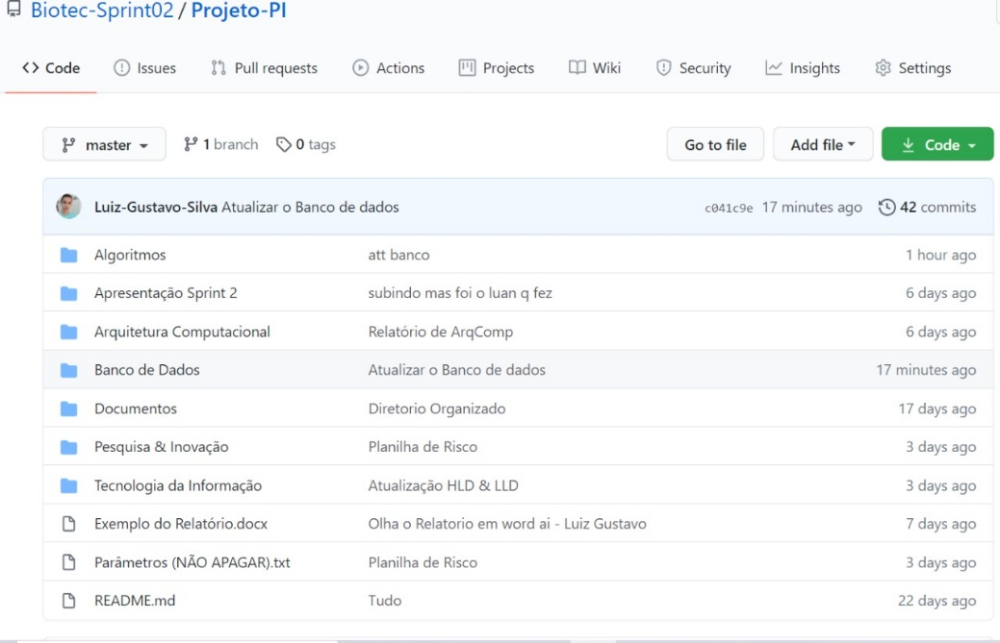 Biotec-Sprint02 / Projeto-PI
Code Issues Pull requests Actions Projects Wiki Security Insights Settings
master 1 branch 0 tags Go to file Add file Code
Luiz-Gustavo-Silva Atualizar o Banco de dados c041c9e 17 minutes ago 42 commits
Algoritmos att banco 1 hour ago
Apresentação Sprint 2 subindo mas foi o luan q fez 6 days ago
Arquitetura Computacional Relatório de ArqComp 6 days ago
Banco de Dados Atualizar o Banco de dados 17 minutes ago
Documentos Diretorio Organizado 17 days ago
Pesquisa & Inovação Planilha de Risco 3 days ago
Tecnologia da Informação Atualização HLD & LLD 3 days ago
Exemplo do Relatório.docx Olha o Relatorio em word ai - Luiz Gustavo 7 days ago
Parâmetros (NÃO APAGAR).txt Planilha de Risco 3 days ago
README.md Tudo 22 days ago